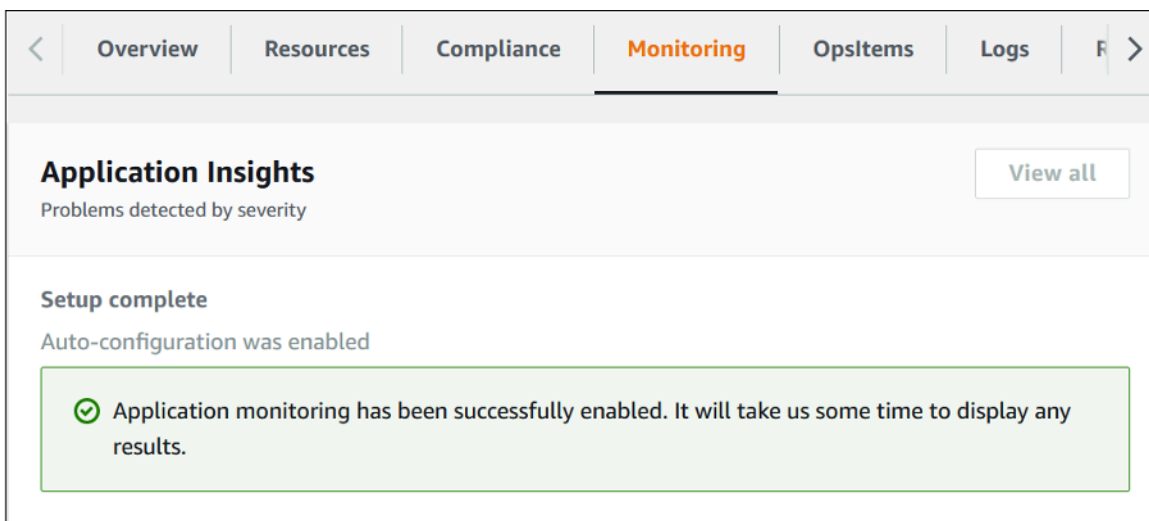 Overview Resources Compliance Monitoring OpsItems Logs
Application Insights
View all
Problems detected by severity
Setup complete
Auto-configuration was enabled
Application monitoring has been successfully enabled. It will take us some time to display any
results.